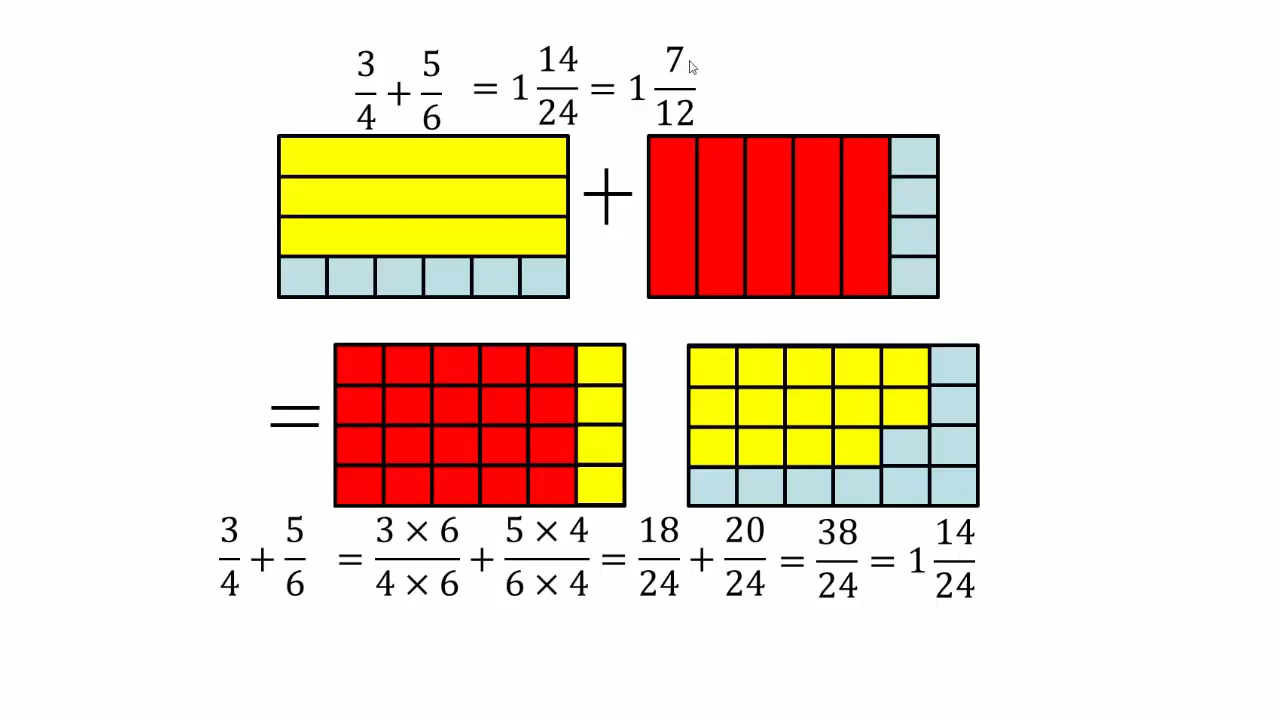 3/4 + 5/6 = 1 14/24 = 1 7/12
+
=
3/4 + 5/6 = 3 × 6/4 × 6 + 5 × 4/6 × 4 = 18/24 + 20/24 = 38/24 = 1 14/24